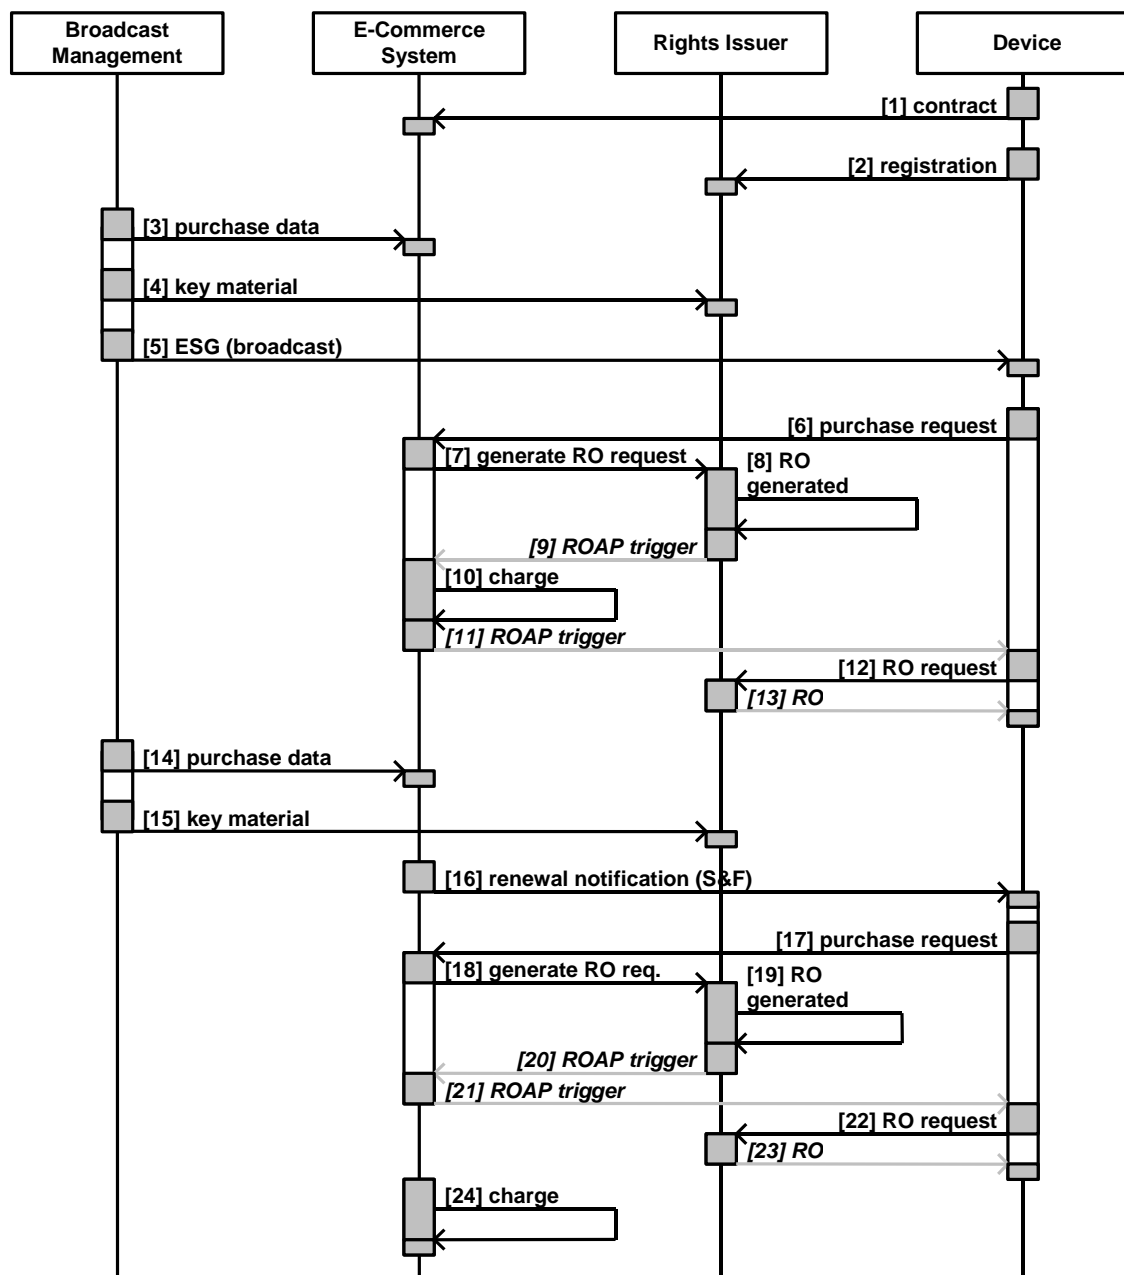 Broadcast
Management
E-Commerce
System
Rights Issuer
Device
[1] contract
[2] registration
[3] purchase data
[4] key material
[5] ESG (broadcast)
[6] purchase request
[7] generate RO request
[8] RO
generated
[9] ROAP trigger
[10] charge
[11] ROAP trigger
[12] RO request
[13] RO
[14] purchase data
[15] key material
[16] renewal notification (S&F)
[17] purchase request
[18] generate RO req.
[19] RO
generated
[20] ROAP trigger
[21] ROAP trigger
[22] RO request
[23] RO
[24] charge